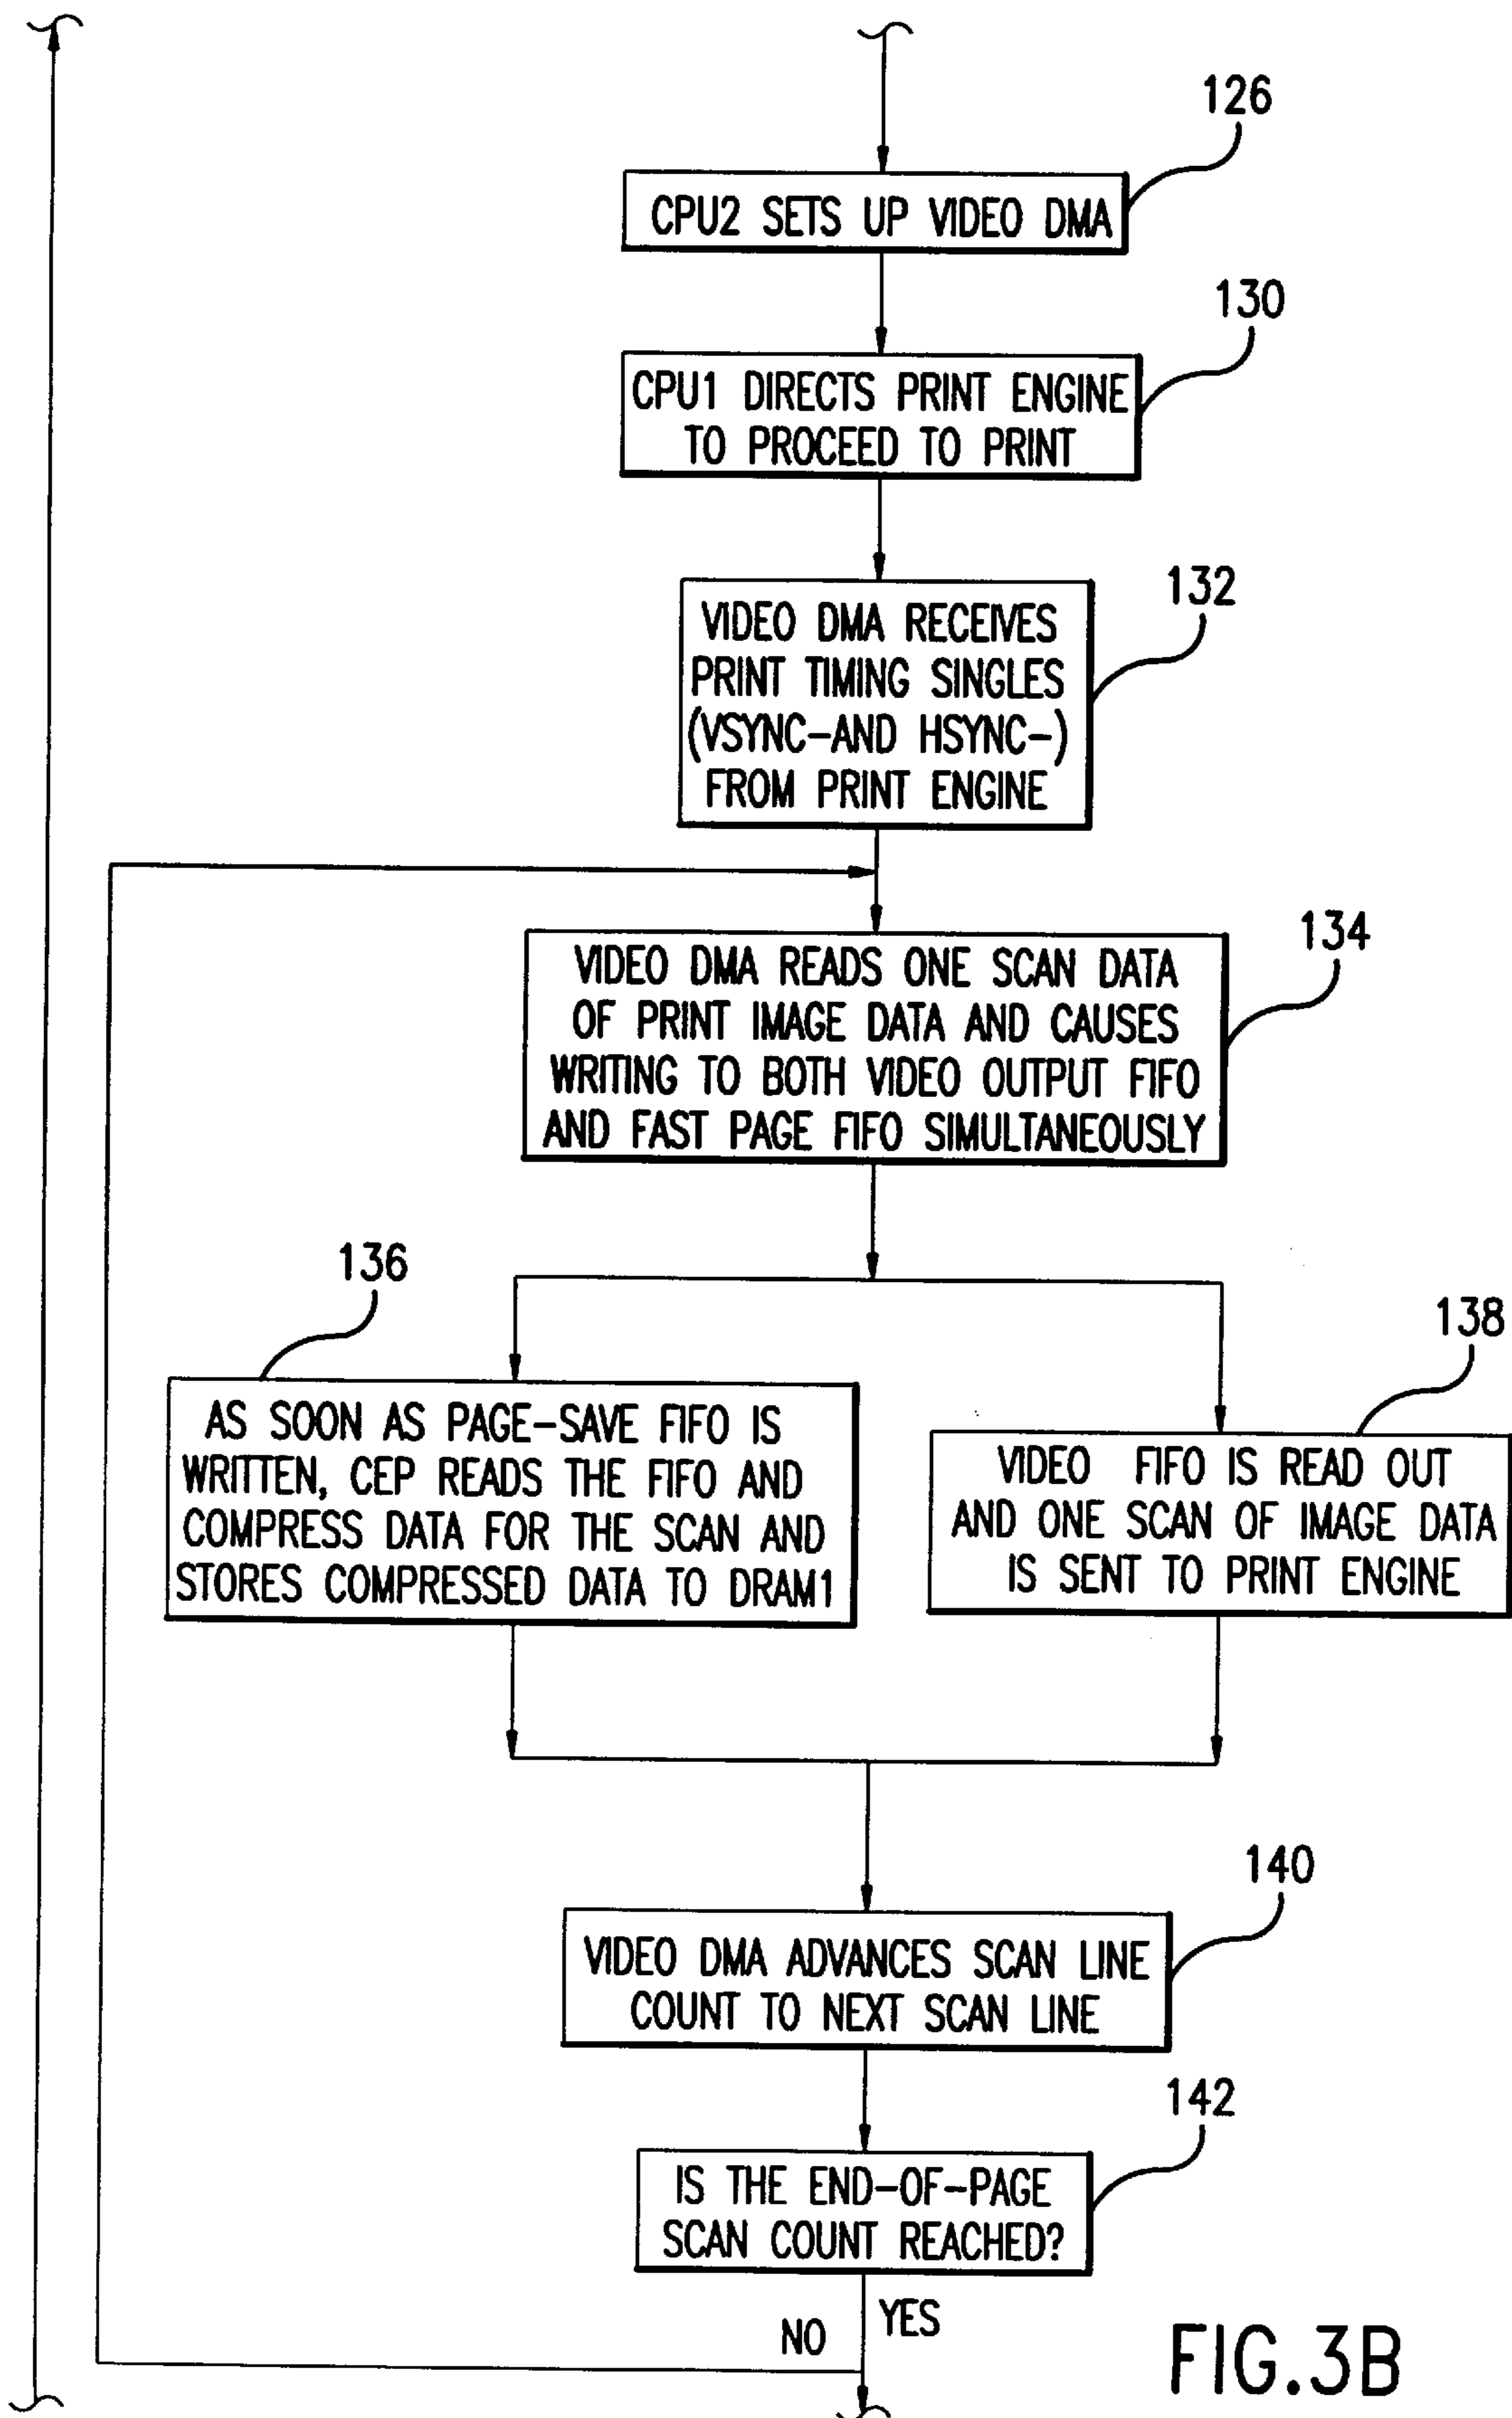 126
CPU2 SETS UP VIDEO DMA
130
CPU1 DIRECTS PRINT ENGINE
TO PROCEED TO PRINT
132
VIDEO DMA RECEIVES
PRINT TIMING SINGLES
(VSYNC-AND HSYNC-)
FROM PRINT ENGINE
134
VIDEO DMA READS ONE SCAN DATA
OF PRINT IMAGE DATA AND CAUSES
WRITING TO BOTH VIDEO OUTPUT FIFO
AND FAST PAGE FIFO SIMULTANEOUSLY
136
AS SOON AS PAGE-SAVE FIFO IS
WRITTEN, CEP READS THE FIFO AND
COMPRESS DATA FOR THE SCAN AND
STORES COMPRESSED DATA TO DRAM1
138
VIDEO FIFO IS READ OUT
AND ONE SCAN OF IMAGE DATA
IS SENT TO PRINT ENGINE
140
VIDEO DMA ADVANCES SCAN LINE
COUNT TO NEXT SCAN LINE
142
IS THE END-OF-PAGE
SCAN COUNT REACHED?
NO
YES
FIG.3B